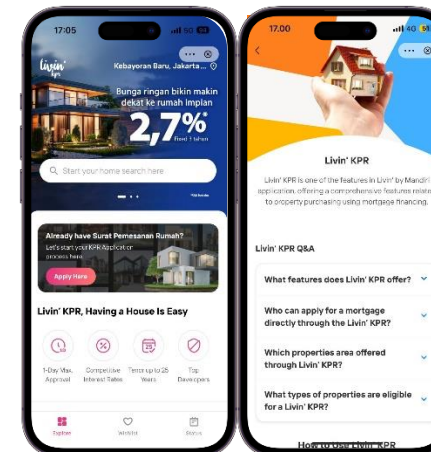 17:05
5G
Livin'
kpr
Kebayoran Baru, Jakarta ...
Bunga ringan bikin makin
dekat ke rumah impian
2,7%*
fixed 1 tahun
Start your home search here
Already have Surat Pemesanan Rumah?
Let's start your KPR Application
process here
Apply Here
Livin' KPR, Having a House Is Easy
1-Day Max.
Approval
Competitive
Interest Rates
Tenor up to 25
Years
Top
Developers
Explore
Wishlist
Status
17.00
4G
Livin' KPR
Livin' KPR is one of the features in Livin' by Mandiri
application, offering a comprehensive features relate
to property purchasing using mortgage financing.
Livin' KPR Q&A
What features does Livin' KPR offer?
Who can apply for a mortgage
directly through the Livin' KPR?
Which properties area offered
through Livin' KPR?
What types of properties are eligible
for a Livin' KPR?
How to Use Livin' KPR